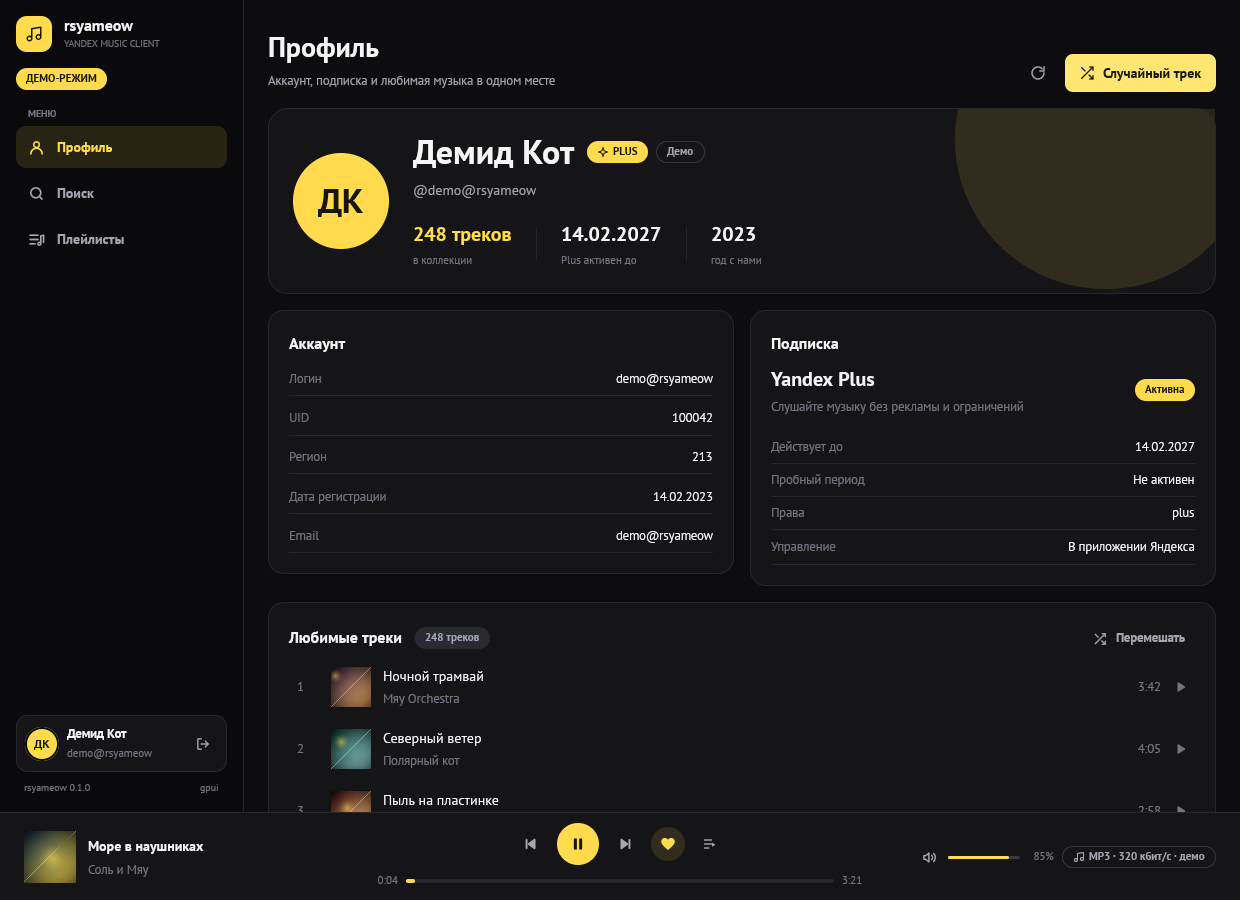 rsyameow
YANDEX MUSIC CLIENT
ДЕМО-РЕЖИМ
МЕНЮ
Профиль
Поиск
Плейлисты
ДК
Демид Кот
demo@rsyameow
rsyameow 0.1.0
gpui
Профиль
Аккаунт, подписка и любимая музыка в одном месте
Случайный трек
ДК
Демид Кот
PLUS
Демо
@demo@rsyameow
248 треков
в коллекции
14.02.2027
Plus активен до
2023
год с нами
Аккаунт
Логин demo@rsyameow
UID 100042
Регион 213
Дата регистрации 14.02.2023
Email demo@rsyameow
Подписка
Yandex Plus
Слушайте музыку без рекламы и ограничений
Активна
Действует до 14.02.2027
Пробный период Не активен
Права plus
Управление В приложении Яндекса
Любимые треки
248 треков
Перемешать
1
Ночной трамвай
Мяу Orchestra
3:42
2
Северный ветер
Полярный кот
4:05
3
Пыль на пластинке
2:58
Море в наушниках
Соль и Мяу
0:04
3:21
85%
MP3 · 320 кбит/с · демо